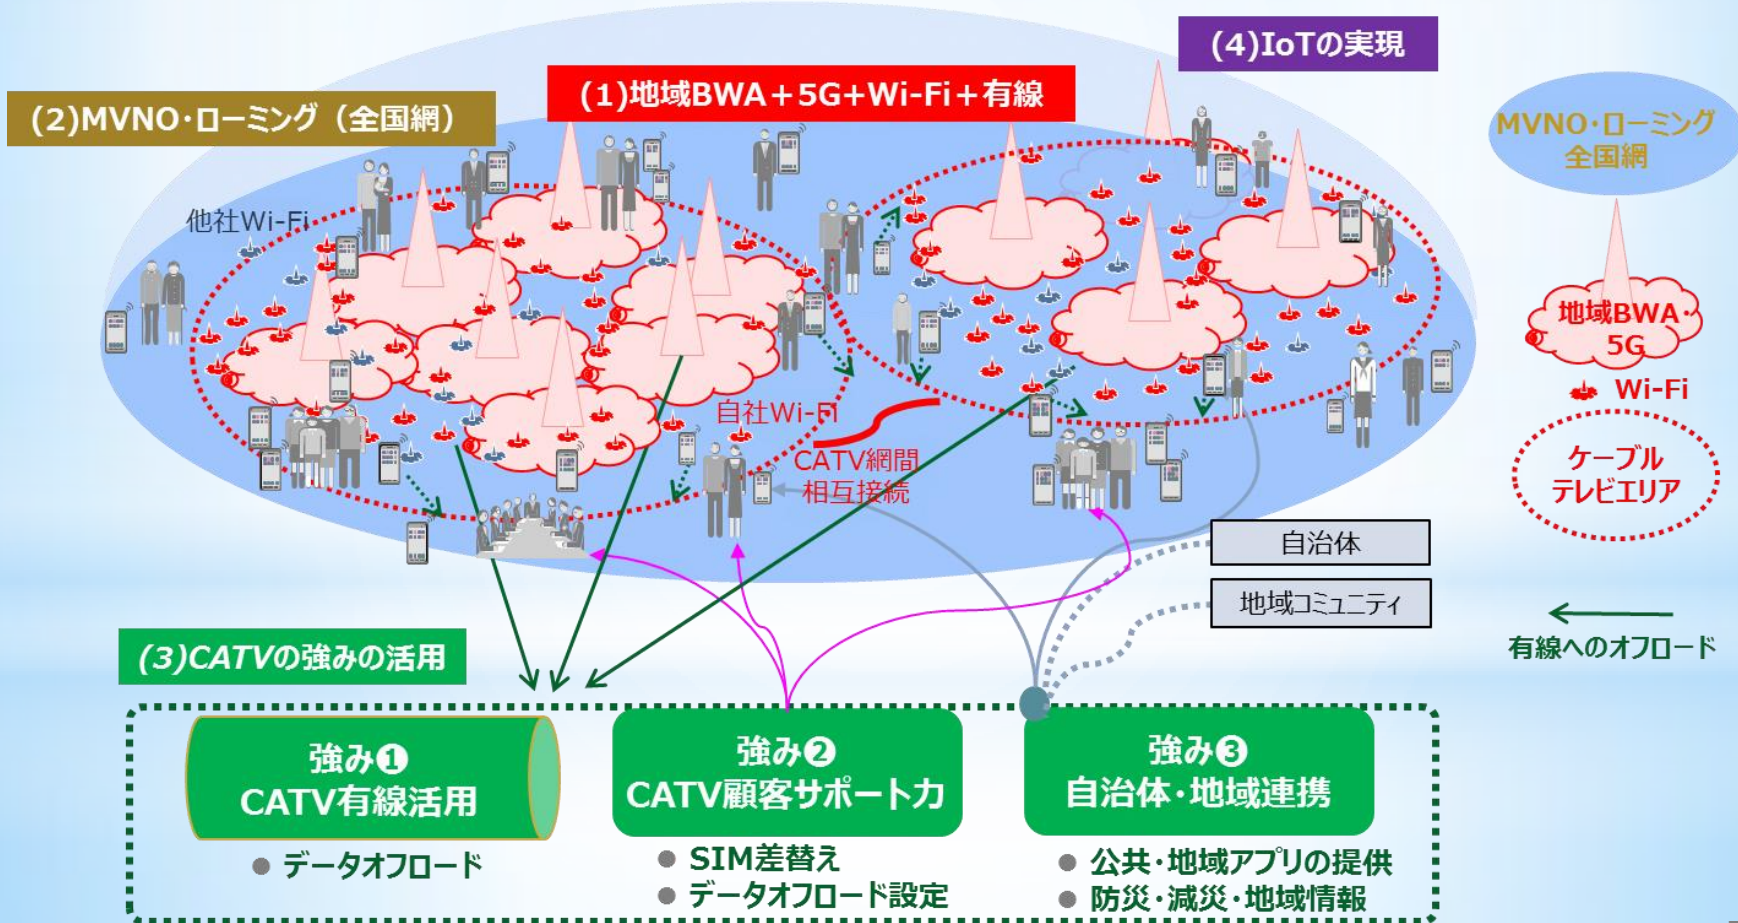 (4)IoTの実現
(1)地域BWA+5G+Wi-Fi+有線
(2)MVNO・ローミング（全国網）
MVNO・ローミング
全国網
他社Wi-Fi
地域BWA・
5G
Wi-Fi
自社Wi-Fi
CATV網間
相互接続
ケーブル
テレビエリア
自治体
地域コミュニティ
有線へのオフロード
(3)CATVの強みの活用
強み❶
CATV有線活用
● データオフロード
強み❷
CATV顧客サポート力
● SIM差替え
● データオフロード設定
強み❸
自治体・地域連携
● 公共・地域アプリの提供
● 防災・減災・地域情報